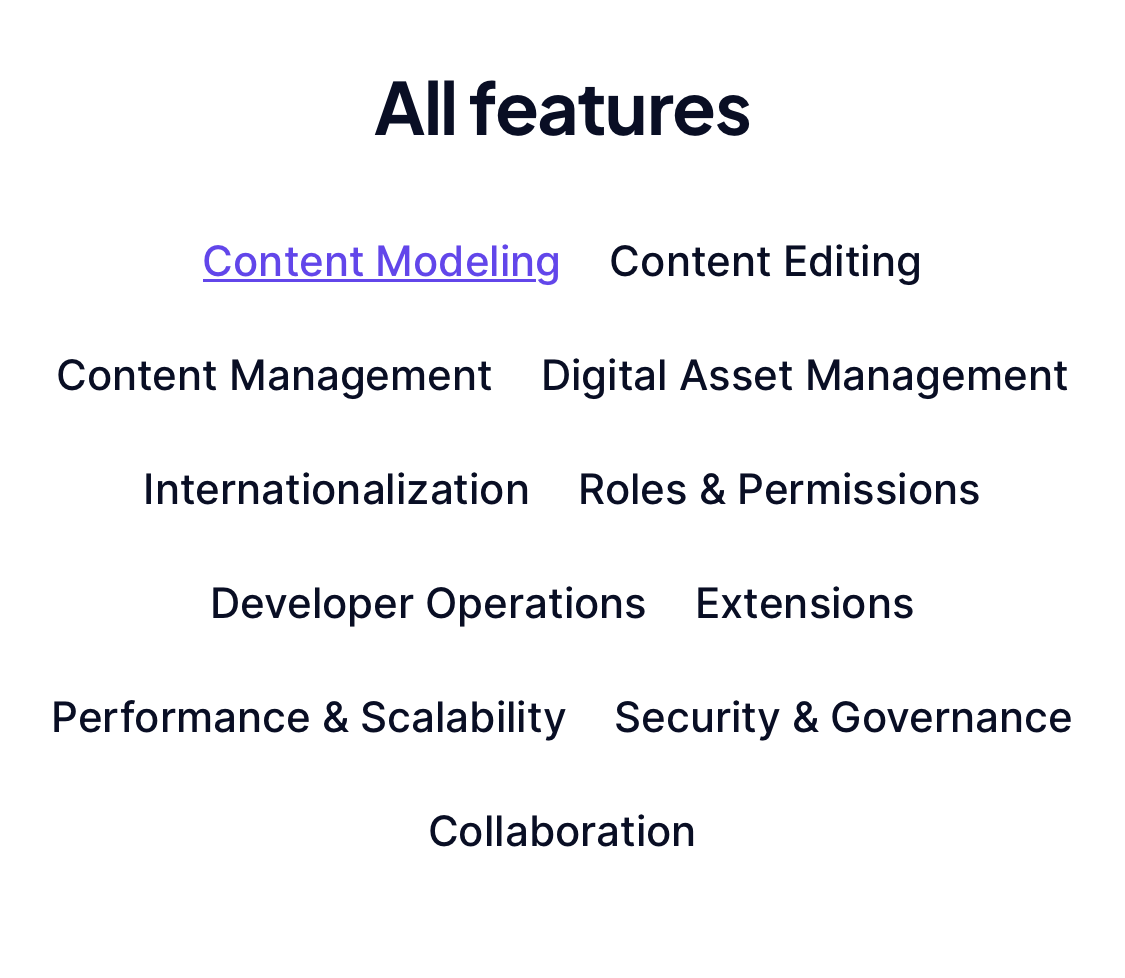 All features
Content Modeling Content Editing
Content Management Digital Asset Management
Internationalization Roles & Permissions
Developer Operations Extensions
Performance & Scalability Security & Governance
Collaboration